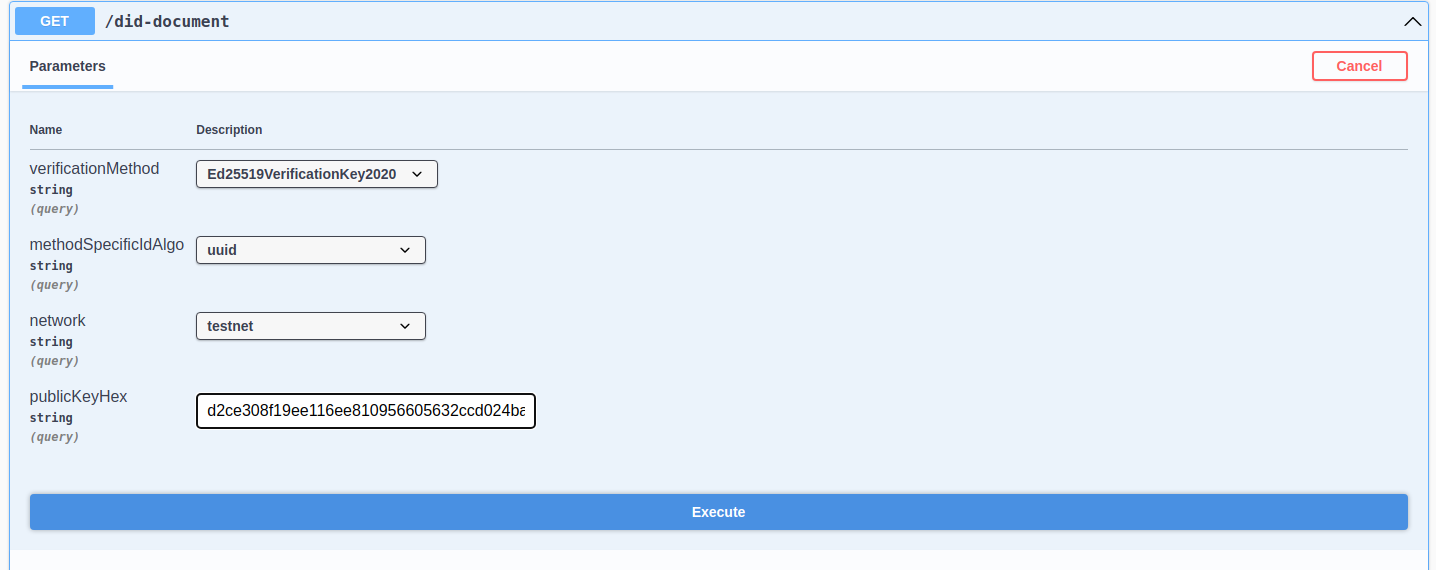 GET /did-document
Parameters
Cancel
Name Description
verificationMethod Ed25519VerificationKey2020
string
(query)
methodSpecificIdAlgo uuid
string
(query)
network testnet
string
(query)
publicKeyHex d2ce308f19ee116ee810956605632ccd024ba
string
(query)
Execute